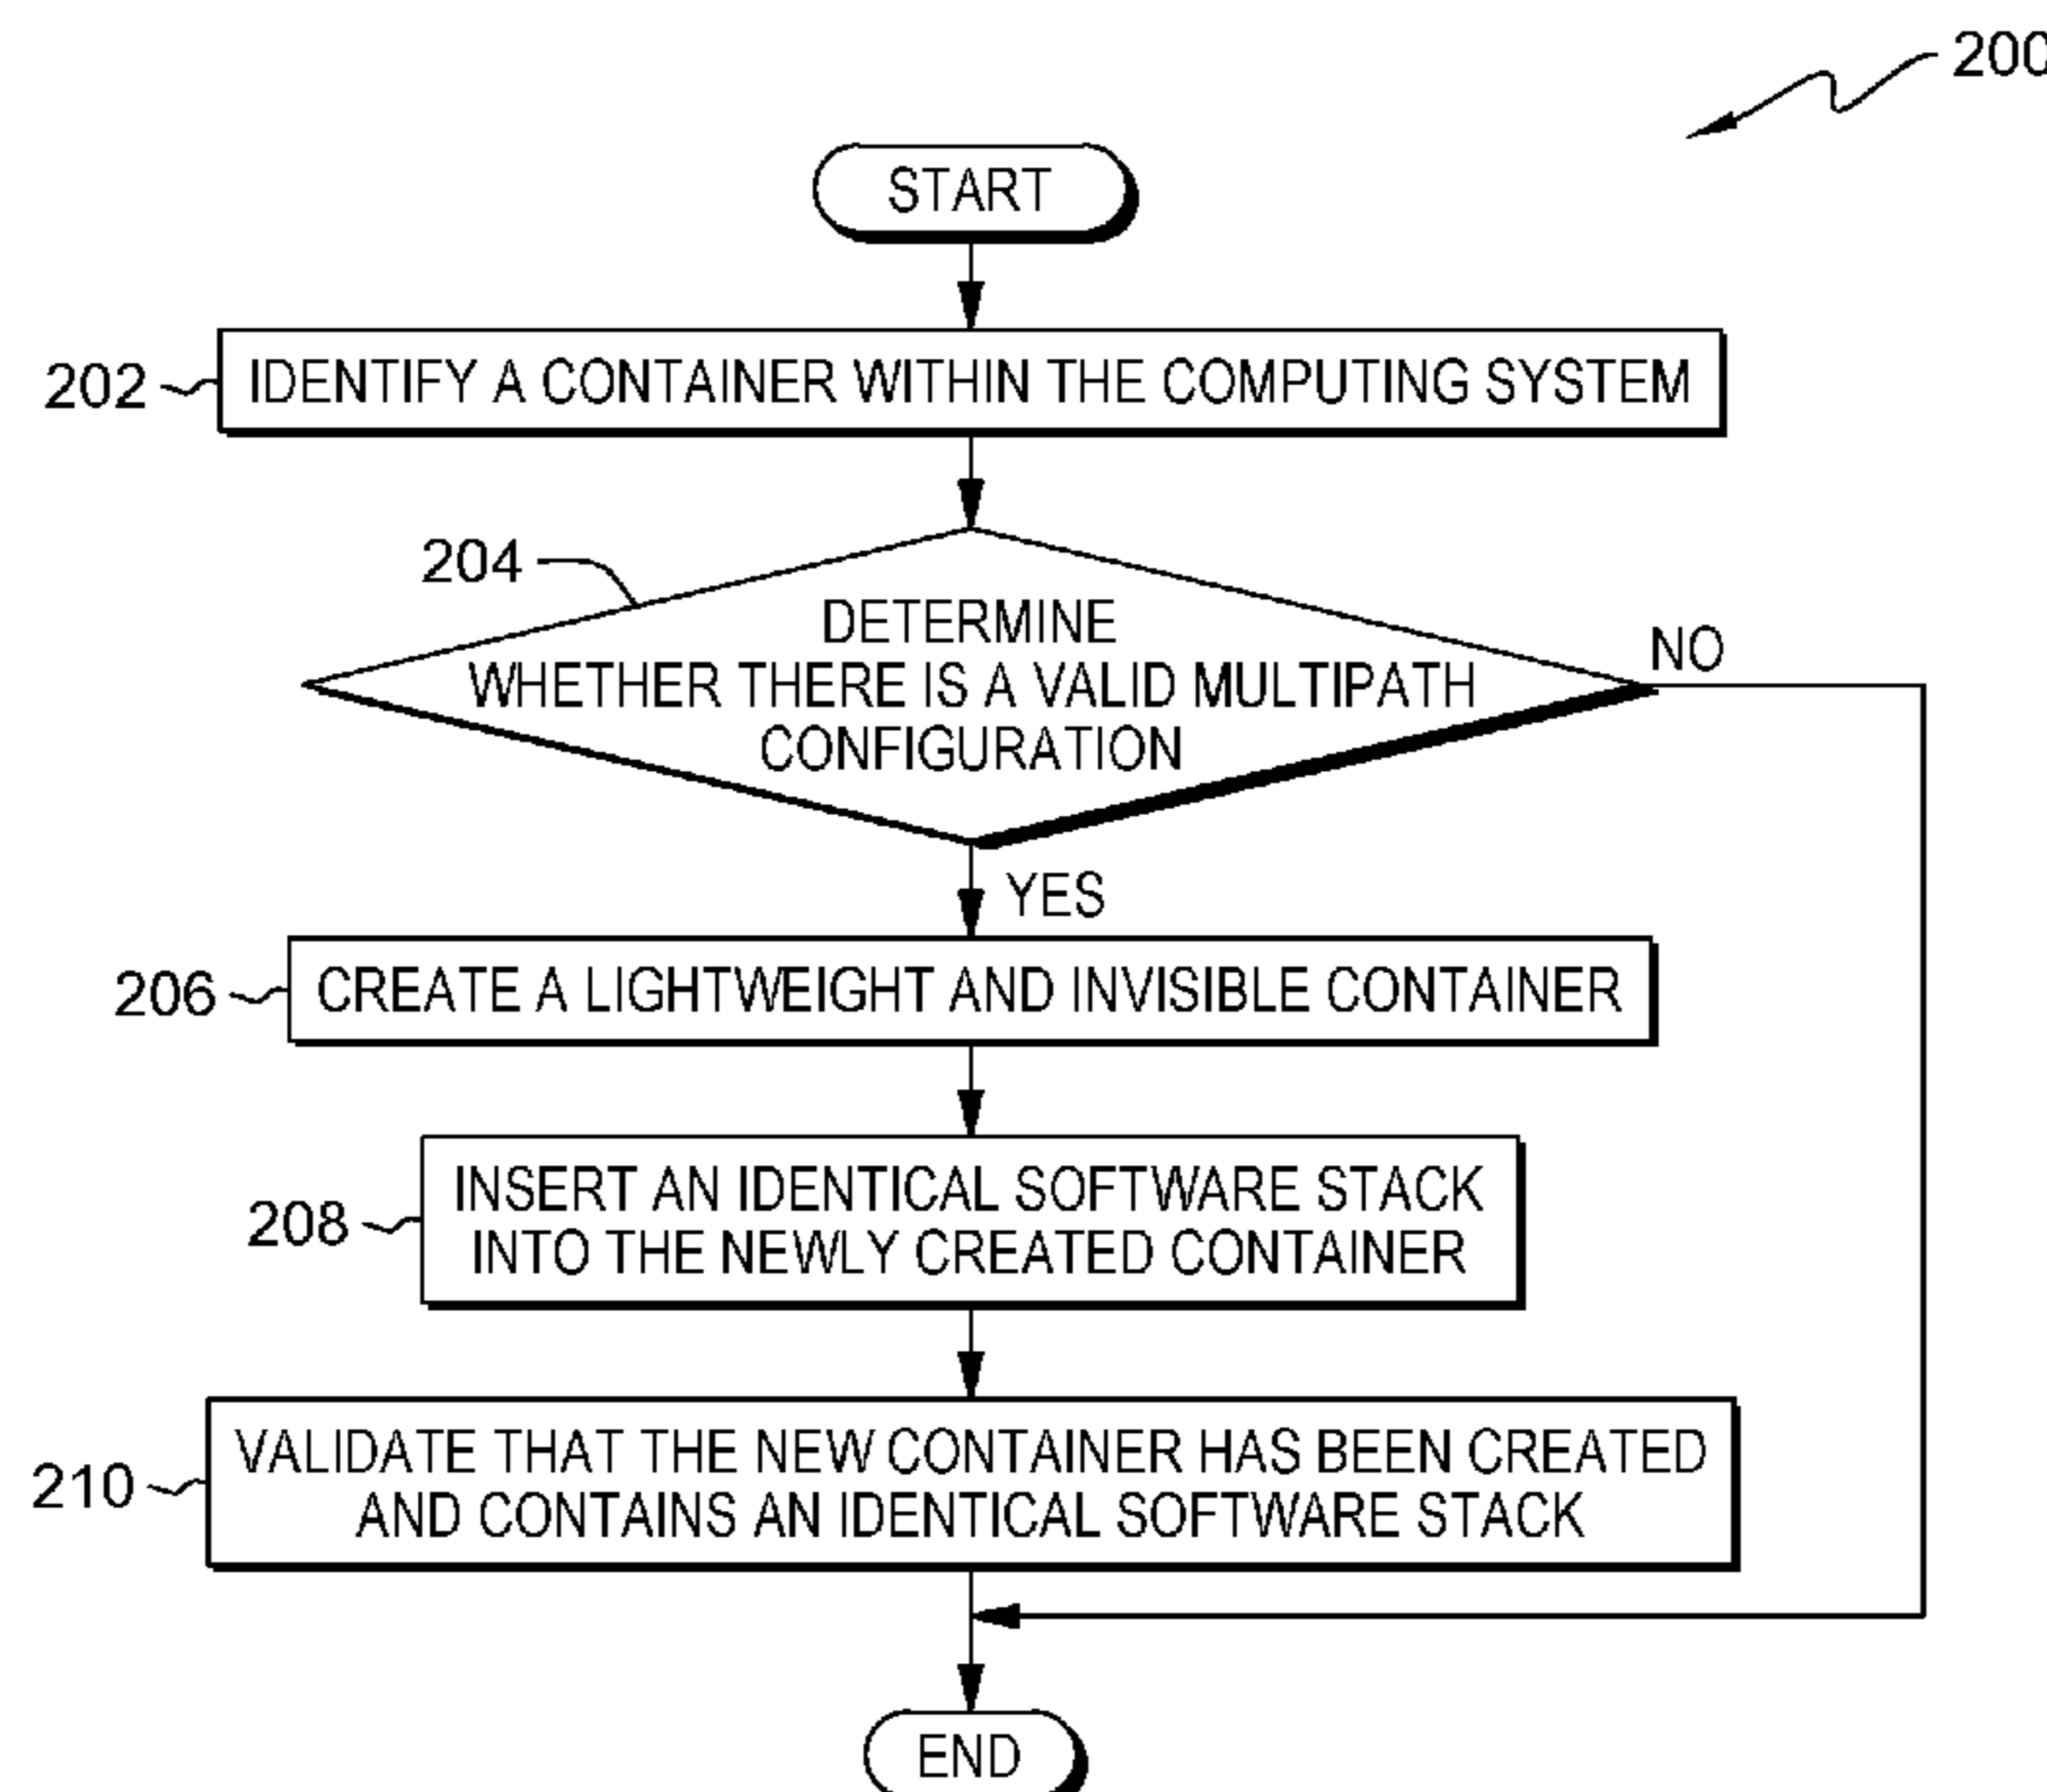 200
START
202
IDENTIFY A CONTAINER WITHIN THE COMPUTING SYSTEM
204
DETERMINE
WHETHER THERE IS A VALID MULTIPATH
CONFIGURATION
NO
YES
206
CREATE A LIGHTWEIGHT AND INVISIBLE CONTAINER
208
INSERT AN IDENTICAL SOFTWARE STACK
INTO THE NEWLY CREATED CONTAINER
210
VALIDATE THAT THE NEW CONTAINER HAS BEEN CREATED
AND CONTAINS AN IDENTICAL SOFTWARE STACK
END